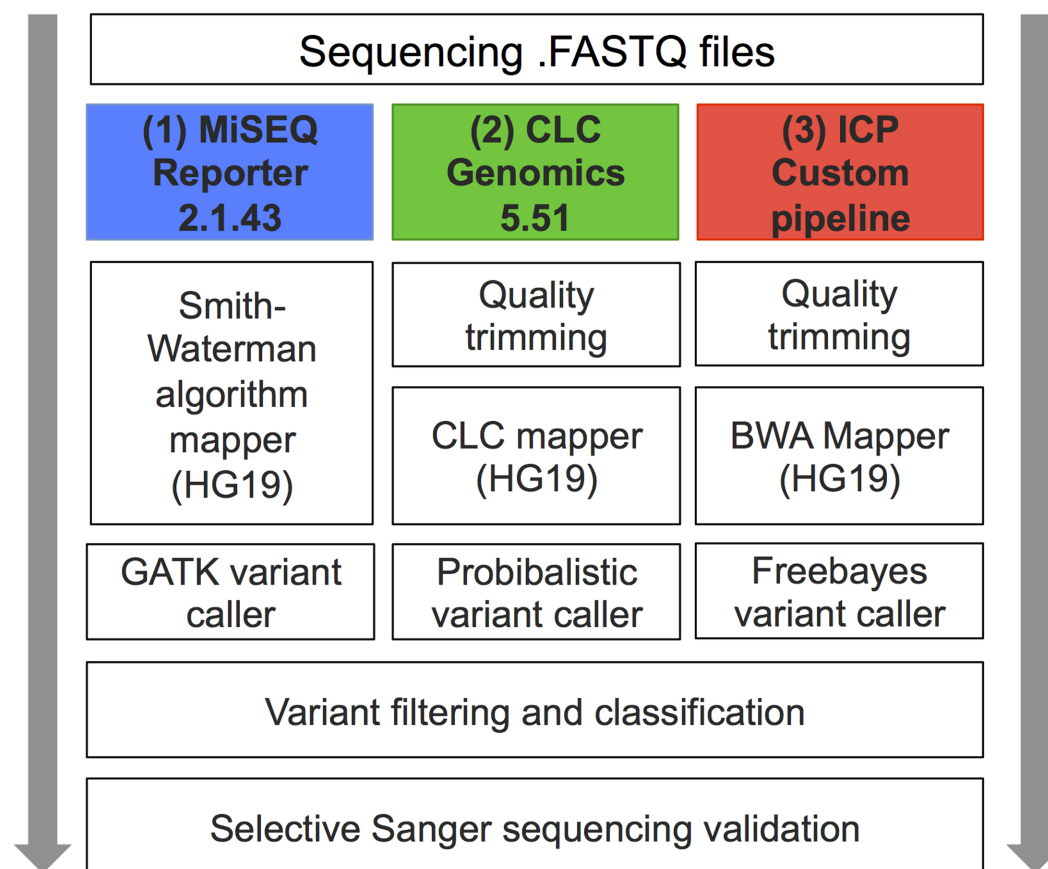 Sequencing .FASTQ files
(1) MiSEQ
Reporter
2.1.43
(2) CLC
Genomics
5.51
(3) ICP
Custom
pipeline
Smith-
Waterman
algorithm
mapper
(HG19)
Quality
trimming
Quality
trimming
CLC mapper
(HG19)
BWA Mapper
(HG19)
GATK variant
caller
Probibalistic
variant caller
Freebayes
variant caller
Variant filtering and classification
Selective Sanger sequencing validation